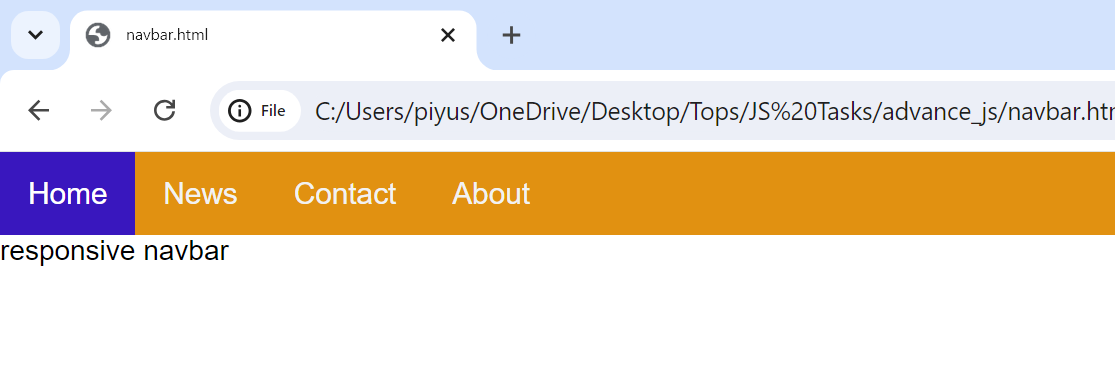 navbar.html
File C:/Users/piyus/OneDrive/Desktop/Tops/JS%20Tasks/advance_js/navbar.htm
Home News Contact About
responsive navbar